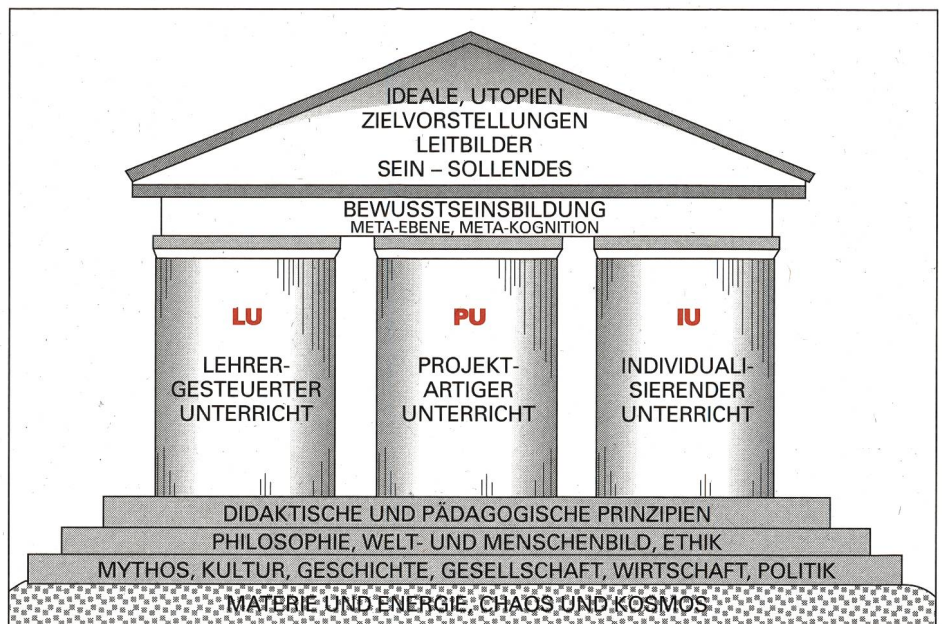 IDEALE, UTOPIEN
ZIELVORSTELLUNGEN
LEITBILDER
SEIN – SOLLENDES
BEWUSSTSEINSBILDUNG
META-EBENE, META-KOGNITION
LU
LEHRER-
GESTEUERTER
UNTERRICHT
PU
PROJEKT-
ARTIGER
UNTERRICHT
IU
INDIVIDUALI-
SIERENDER
UNTERRICHT
DIDAKTISCHE UND PÄDAGOGISCHE PRINZIPIEN
PHILOSOPHIE, WELT- UND MENSCHENBILD, ETHIK
MYTHOS, KULTUR, GESCHICHTE, GESELLSCHAFT, WIRTSCHAFT, POLITIK
MATERIE UND ENERGIE, CHAOS UND KOSMOS